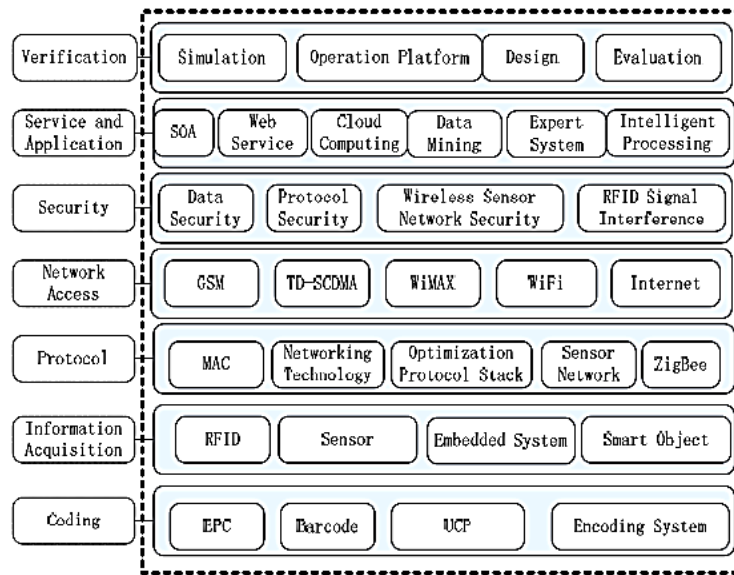 Verification
Simulation
Operation Platform
Design
Evaluation
Service and
Application
SOA
Web
Service
Cloud
Computing
Data
Mining
Expert
System
Intelligent
Processing
Security
Data
Security
Protocol
Security
Wireless Sensor
Network Security
RFID Signal
Interference
Network
Access
GSM
TD-SCDMA
WiMAX
WiFi
Internet
Protocol
MAC
Networking
Technology
Optimization
Protocol Stack
Sensor
Network
ZigBee
Information
Acquisition
RFID
Sensor
Embedded System
Smart Object
Coding
EPC
Barcode
UCP
Encoding System